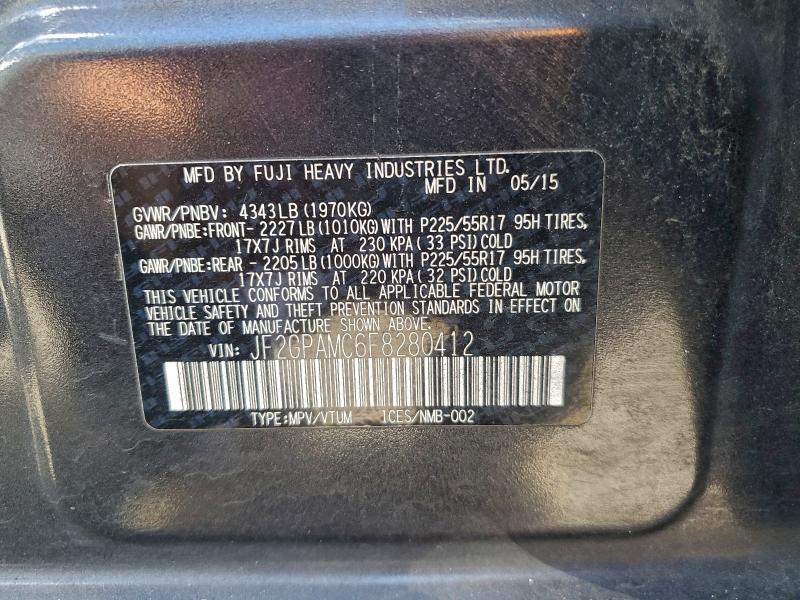 MFD BY FUJI HEAVY INDUSTRIES LTD.
MFD IN 05/15
GVWR/PNBV: 4343LB (1970KG)
GAWR/PNBE:FRONT- 2227LB (1010KG) WITH P225/55R17 95H TIRES,
17X7J RIMS AT 230 KPA (33 PSI) COLD
GAWR/PNBE:REAR - 2205LB (1000KG) WITH P225/55R17 95H TIRES,
17X7J RIMS AT 220 KPA (32 PSI) COLD
THIS VEHICLE CONFORMS TO ALL APPLICABLE FEDERAL MOTOR
VEHICLE SAFETY AND THEFT PREVENTION STANDARDS IN EFFECT ON
THE DATE OF MANUFACTURE SHOWN ABOVE.
VIN: JF2GPAMC6F8280412
TYPE:MPV/VTUM ICES/NMB-002